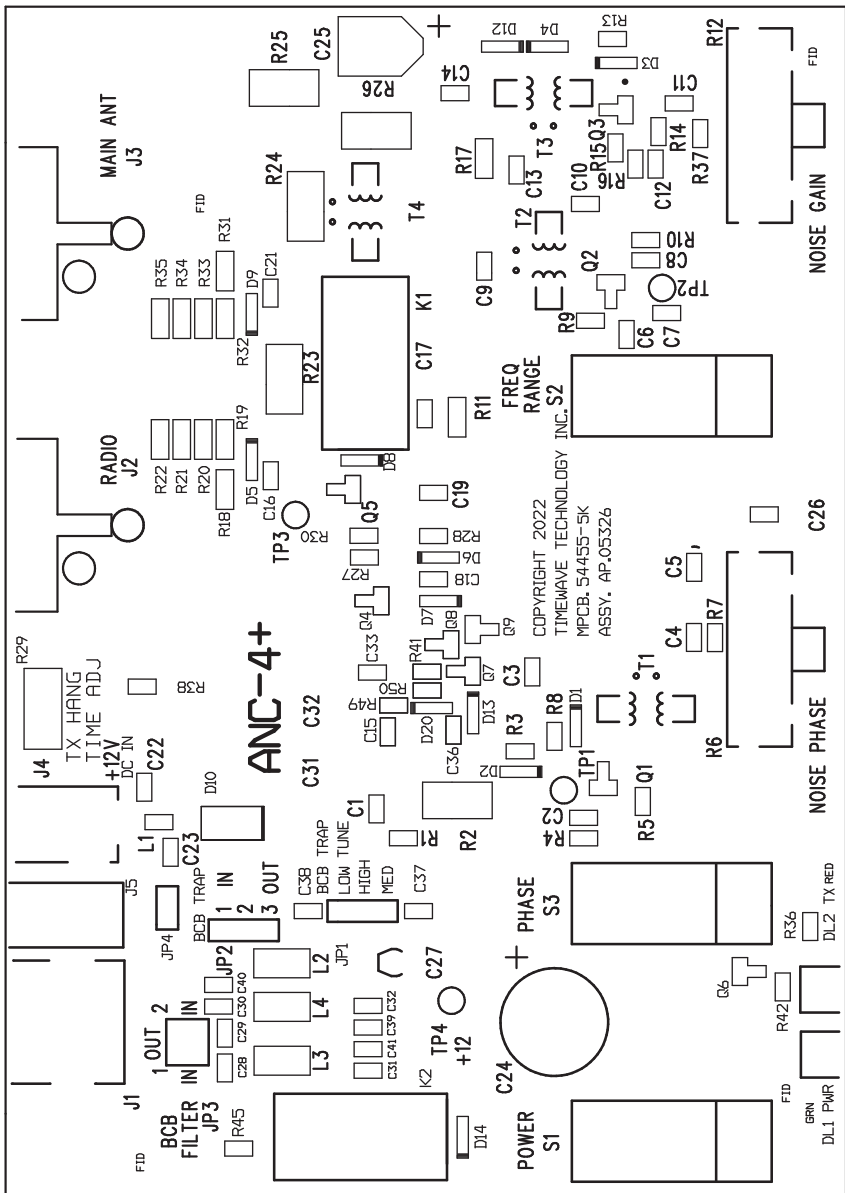 R25
C25
+
D12
D4
R13
R12
FID
MAIN ANT
J3
R26
C14
D3
C11
R24
R17
T3
Q3
R15
R14
R37
FID
C13
R16
C12
T4
C10
T2
R31
R35
R34
R33
D9
C21
C9
Q2
R10
C8
NOISE GAIN
TP2
K1
R9
C6
C7
R32
R23
C17
FREQ
RANGE
S2
R11
R19
RADIO
J2
D8
R22
R21
R20
D5
C16
R18
Q5
C19
TP3
R30
R28
C26
R27
D6
C18
C5
COPYRIGHT 2022
TIMEWAVE TECHNOLOGY INC.
MPCB. 54455-5K
ASSY. AP.05326
Q4
D7
Q8
Q9
C4
R7
R29
TX HANG
TIME ADJ
R38
ANC-4+
C33
R41
R50
Q7
C3
T1
R49
C32
C15
D20
D13
R8
D1
C36
R3
R6
NOISE PHASE
J4
+12V
DC IN
C22
C31
D2
TP1
D10
C1
R2
Q1
L1
C23
R1
C2
R4
R5
J5
BCB TRAP
IN
OUT
1
2
3
JP4
JP2
C38
BCB TRAP
LOW TUNE
HIGH
MED
C37
PHASE
S3
R36
DL2 TX RED
JP1
L2
C27
C40
C30
L4
C32
C39
TP4
+12
+
Q6
R42
1
OUT
2
IN
IN
C29
C28
L3
C41
C31
C24
K2
J1
BCB
FILTER
JP3
R45
D14
POWER
S1
FID
GRN
DL1 PWR
FID